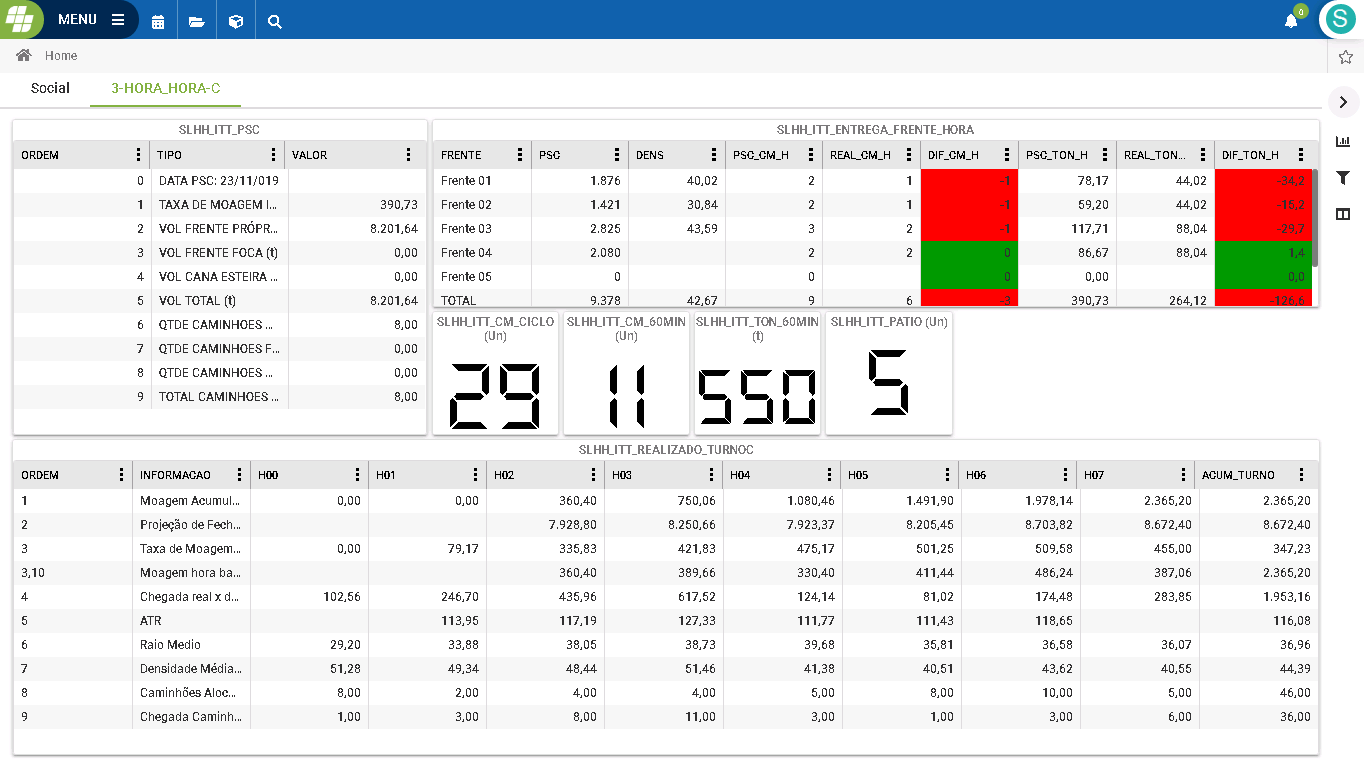 MENU
0
S
Home
Social 3-HORA_HORA-C
SLHH_ITT_PSC
ORDEM TIPO VALOR
0 DATA PSC: 23/11/019
1 TAXA DE MOAGEM I... 390,73
2 VOL FRENTE PRÓPR... 8.201,64
3 VOL FRENTE FOCA (t) 0,00
4 VOL CANA ESTEIRA ... 0,00
5 VOL TOTAL (t) 8.201,64
6 QTDE CAMINHOES ... 8,00
7 QTDE CAMINHOES F... 0,00
8 QTDE CAMINHOES ... 0,00
9 TOTAL CAMINHOES ... 8,00
SLHH_ITT_ENTREGA_FRENTE_HORA
FRENTE PSC DENS PSC_CM_H REAL_CM_H DIF_CM_H PSC_TON_H REAL_TON... DIF_TON_H
Frente 01 1.876 40,02 2 1 -1 78,17 44,02 -34,2
Frente 02 1.421 30,84 2 1 -1 59,20 44,02 -15,2
Frente 03 2.825 43,59 3 2 -1 117,71 88,04 -29,7
Frente 04 2.080 2 2 0 86,67 88,04 1,4
Frente 05 0 0 0 0,00 0,0
TOTAL 9.378 42,67 9 6 -3 390,73 264,12 -126,6
SLHH_ITT_CM_CICLO
(Un)
29
SLHH_ITT_CM_60MIN
(Un)
11
SLHH_ITT_TON_60MIN
(t)
550
SLHH_ITT_PATIO (Un)
5
SLHH_ITT_REALIZADO_TURNOC
ORDEM INFORMACAO H00 H01 H02 H03 H04 H05 H06 H07 ACUM_TURNO
1 Moagem Acumul... 0,00 0,00 360,40 750,06 1.080,46 1.491,90 1.978,14 2.365,20 2.365,20
2 Projeção de Fech... 7.928,80 8.250,66 7.923,37 8.205,45 8.703,82 8.672,40 8.672,40
3 Taxa de Moagem... 0,00 79,17 335,83 421,83 475,17 501,25 509,58 455,00 347,23
3,10 Moagem hora ba... 360,40 389,66 330,40 411,44 486,24 387,06 2.365,20
4 Chegada real x d... 102,56 246,70 435,96 617,52 124,14 81,02 174,48 283,85 1.953,16
5 ATR 113,95 117,19 127,33 111,77 111,43 118,65 116,08
6 Raio Medio 29,20 33,88 38,05 38,73 39,68 35,81 36,58 36,07 36,96
7 Densidade Média... 51,28 49,34 48,44 51,46 41,38 40,51 43,62 40,55 44,39
8 Caminhões Aloc... 8,00 2,00 4,00 4,00 5,00 8,00 10,00 5,00 46,00
9 Chegada Caminh... 1,00 3,00 8,00 11,00 3,00 1,00 3,00 6,00 36,00